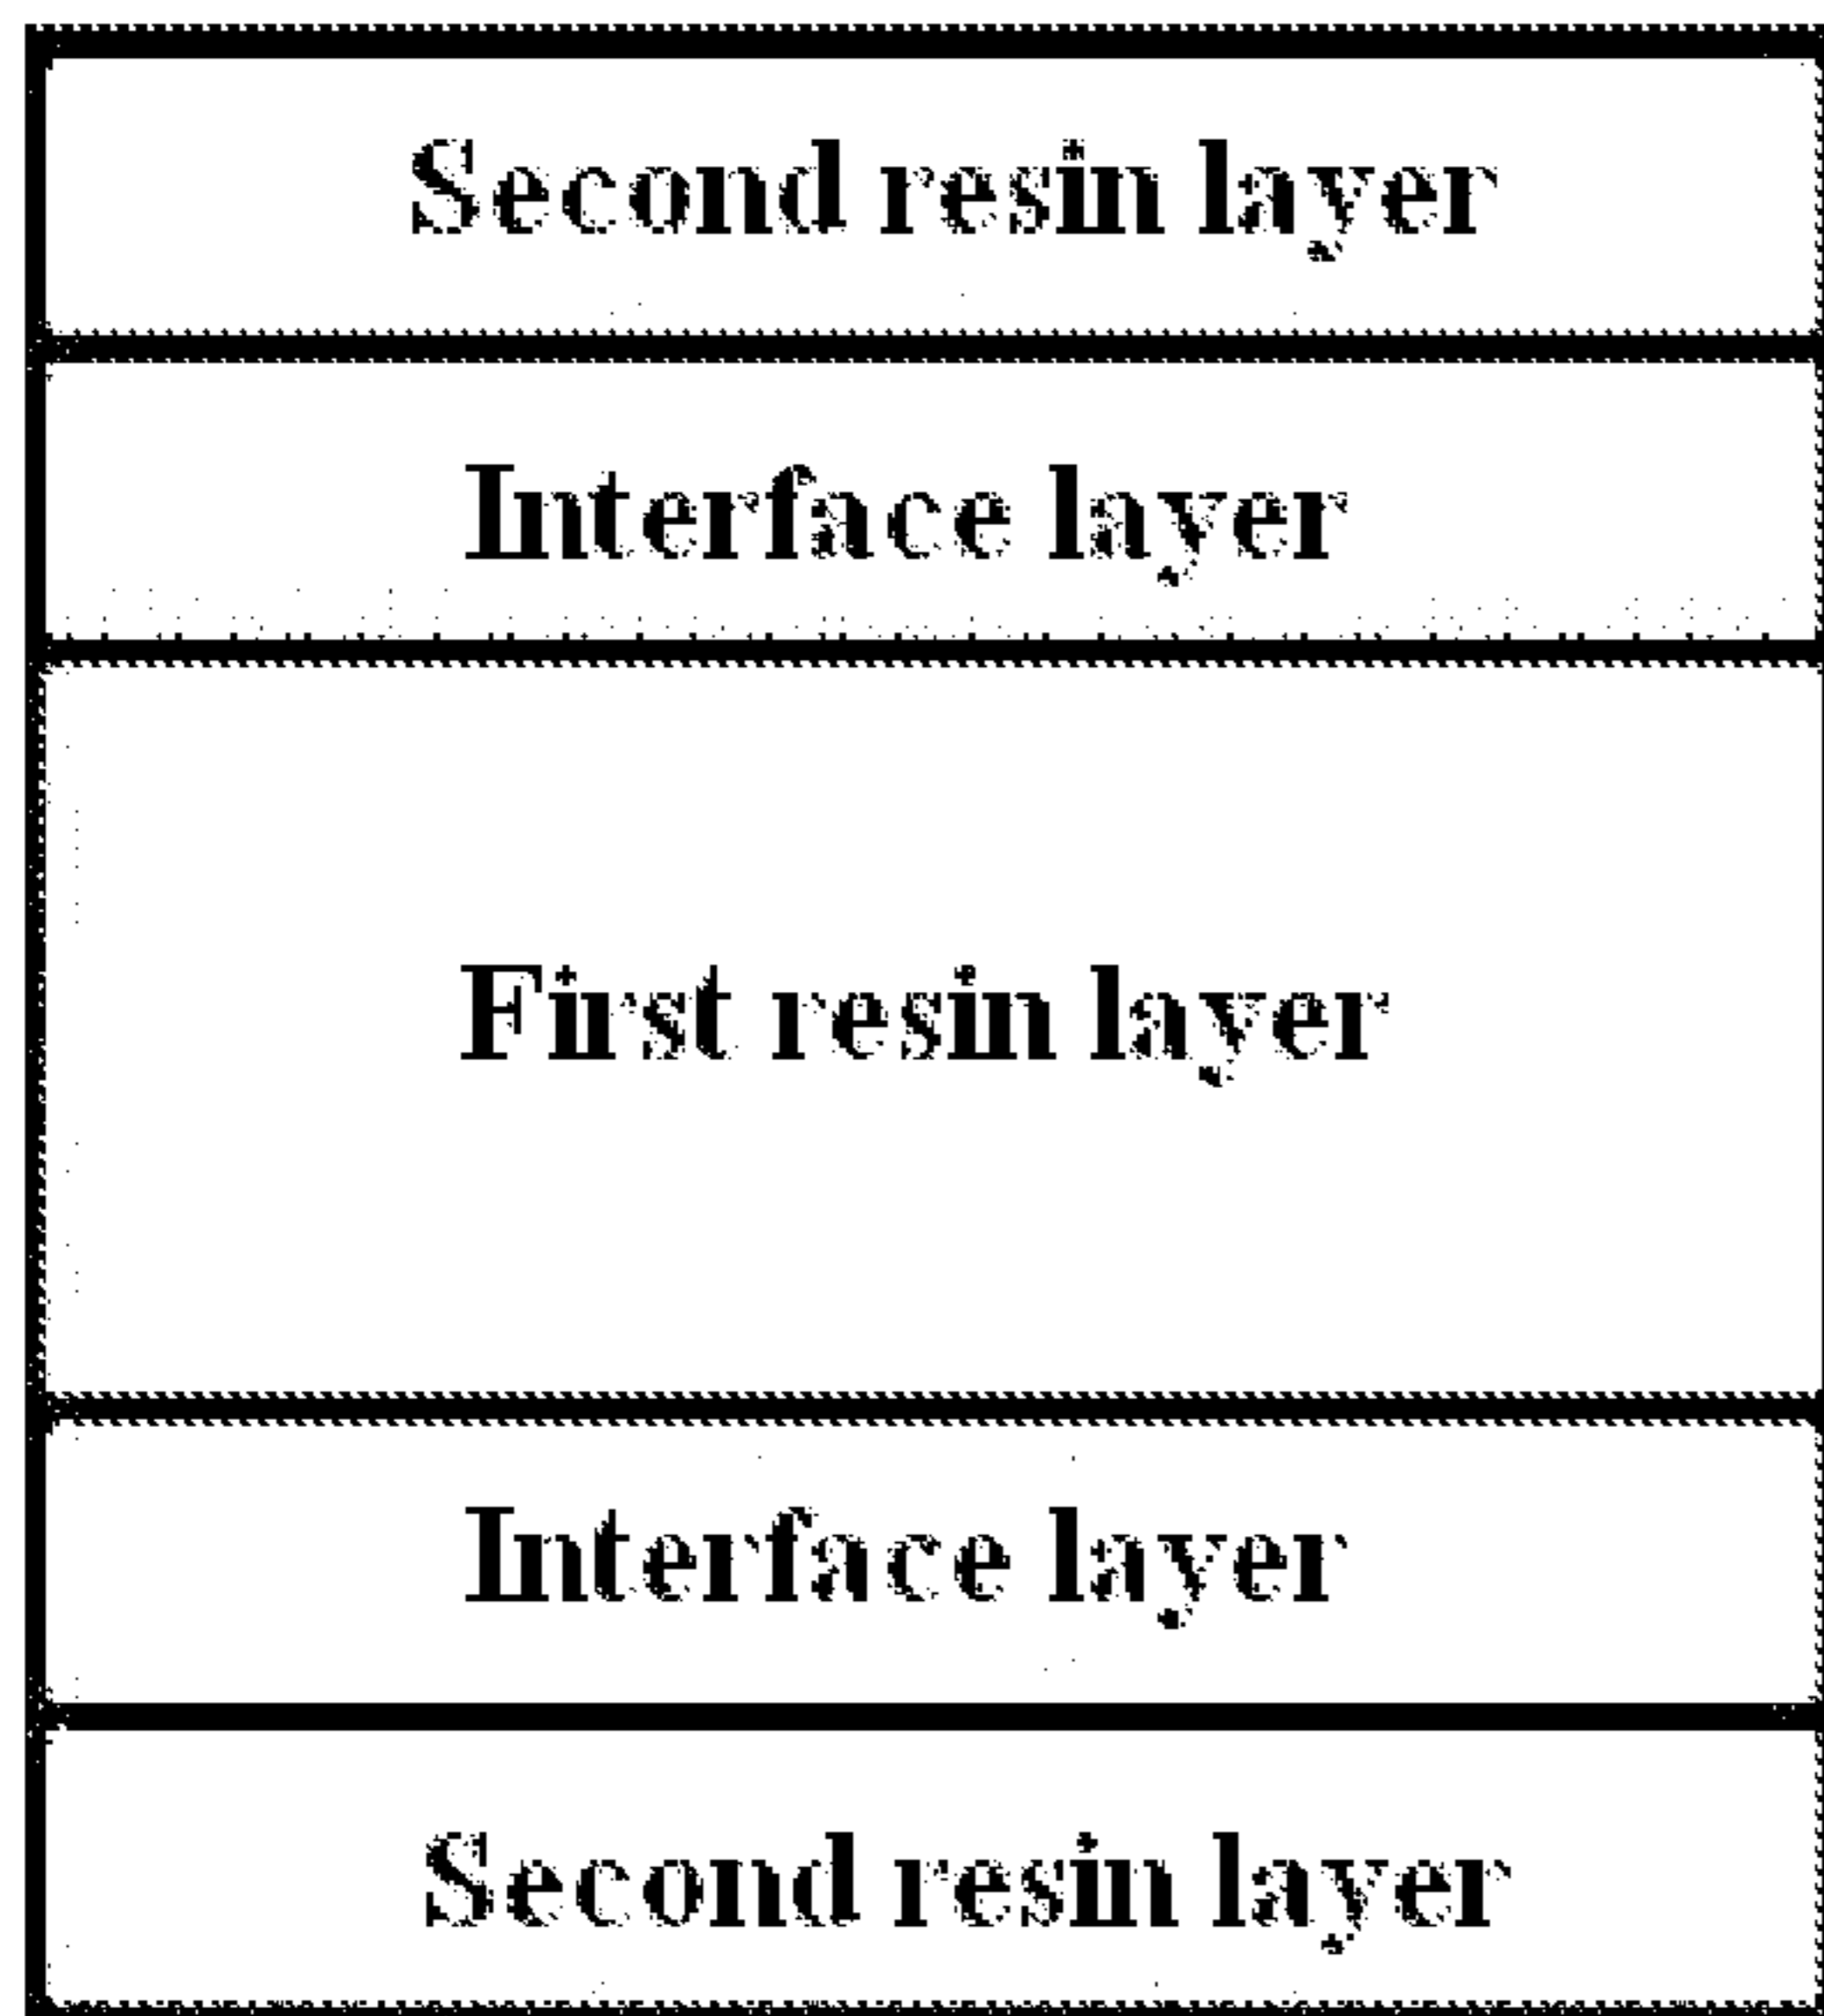 Second resin layer
Interface layer
First resin layer
Interface layer
Second resin layer